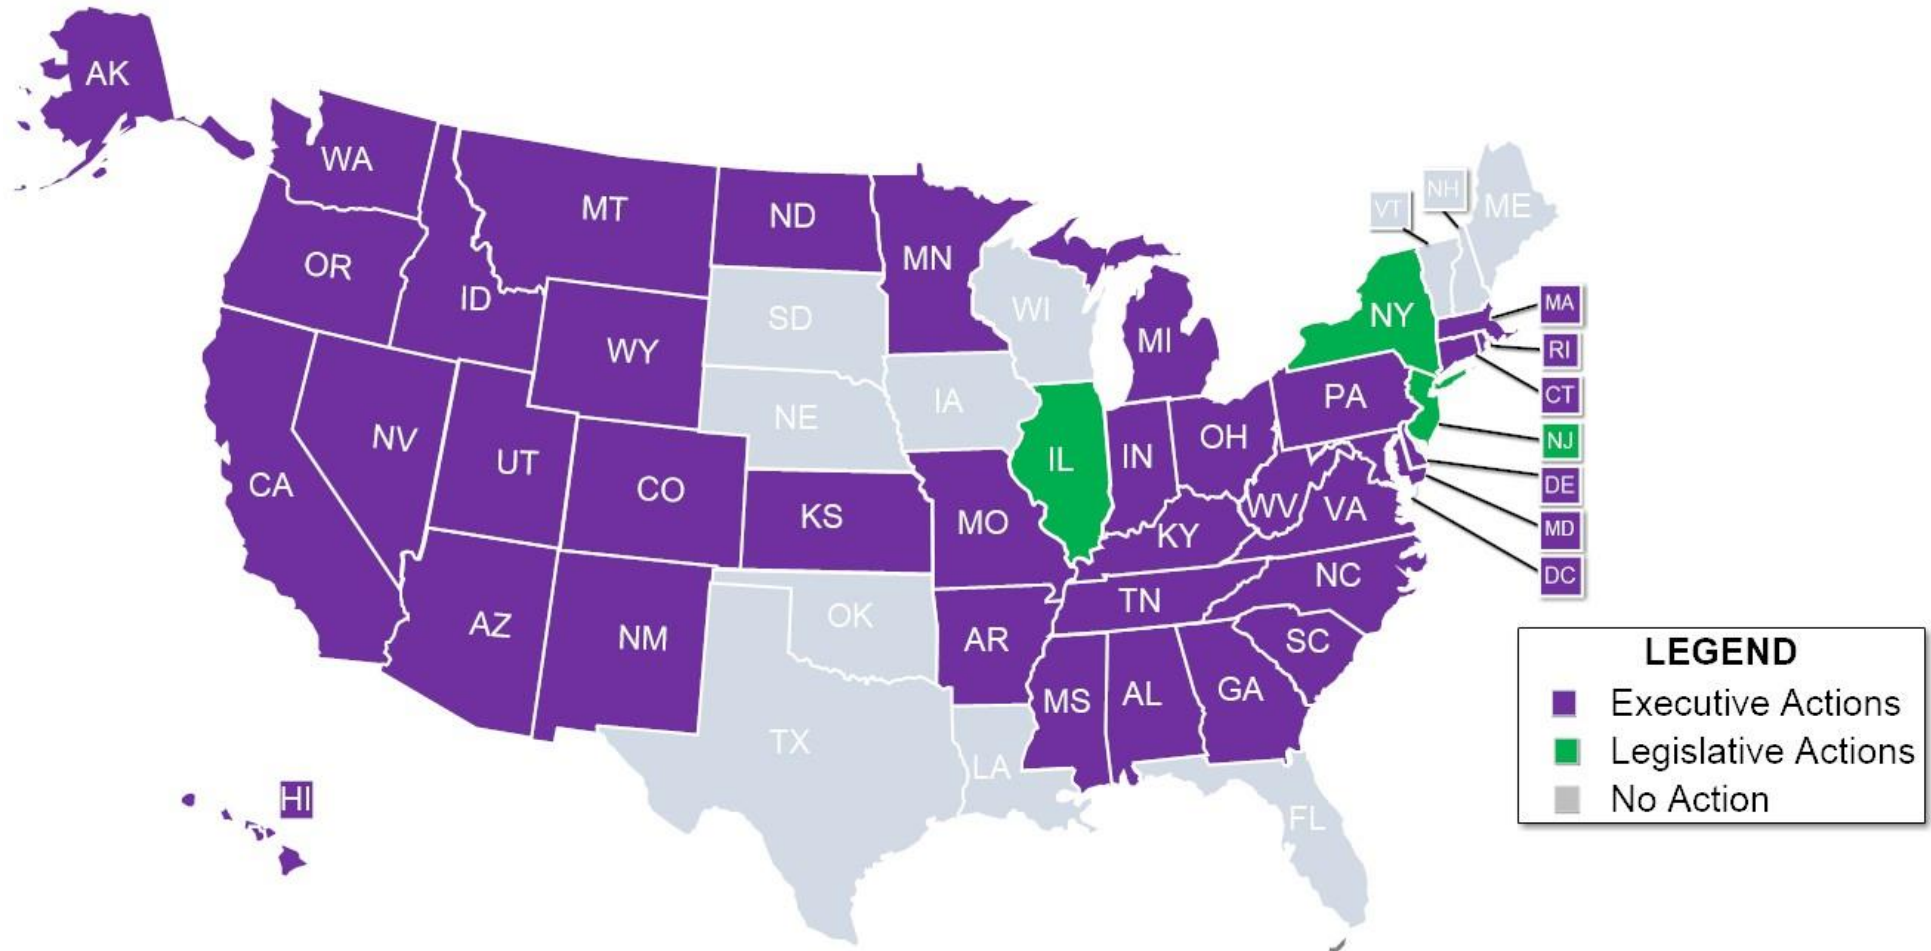 AK
WA
MT
ND
MN
OR
ID
WY
SD
WI
MI
VT
NH
ME
NY
MA
RI
CT
NJ
DE
MD
DC
NV
UT
CA
CO
NE
IA
KS
MO
IL
IN
OH
PA
WV
VA
KY
NC
TN
SC
AZ
NM
OK
AR
MS
AL
GA
TX
LA
FL
HI
LEGEND
Executive Actions
Legislative Actions
No Action